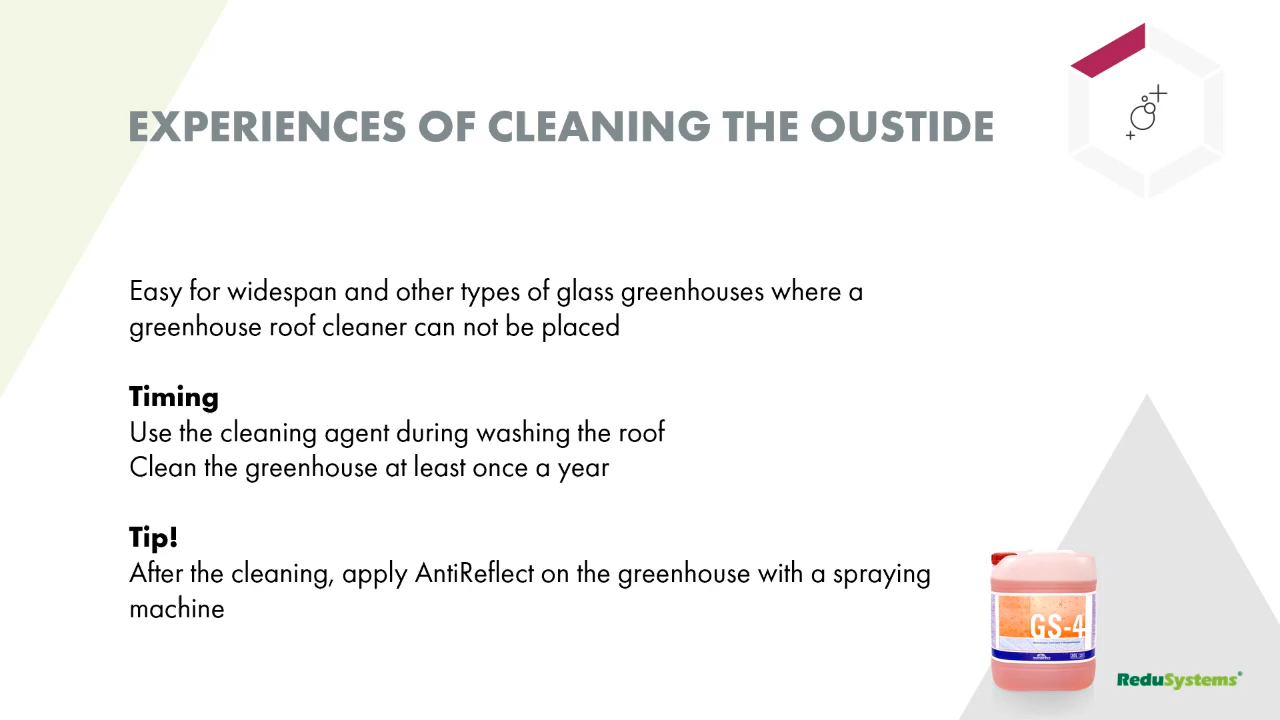 EXPERIENCES OF CLEANING THE OUSTIDE
Easy for widespan and other types of glass greenhouses where a
greenhouse roof cleaner can not be placed
Timing
Use the cleaning agent during washing the roof
Clean the greenhouse at least once a year
Tip!
After the cleaning, apply AntiReflect on the greenhouse with a spraying
machine
GS-4
ReduSystems®